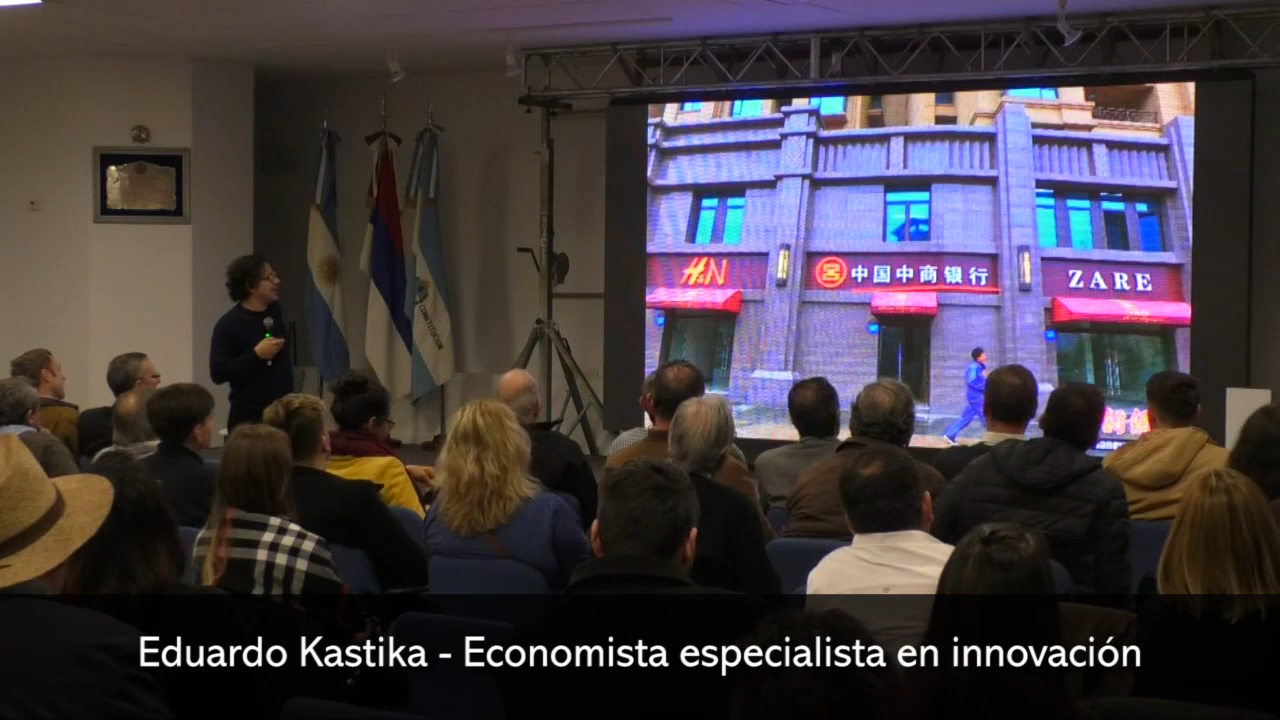 H&N
中国中商银行
ZARE
Eduardo Kastika - Economista especialista en innovación